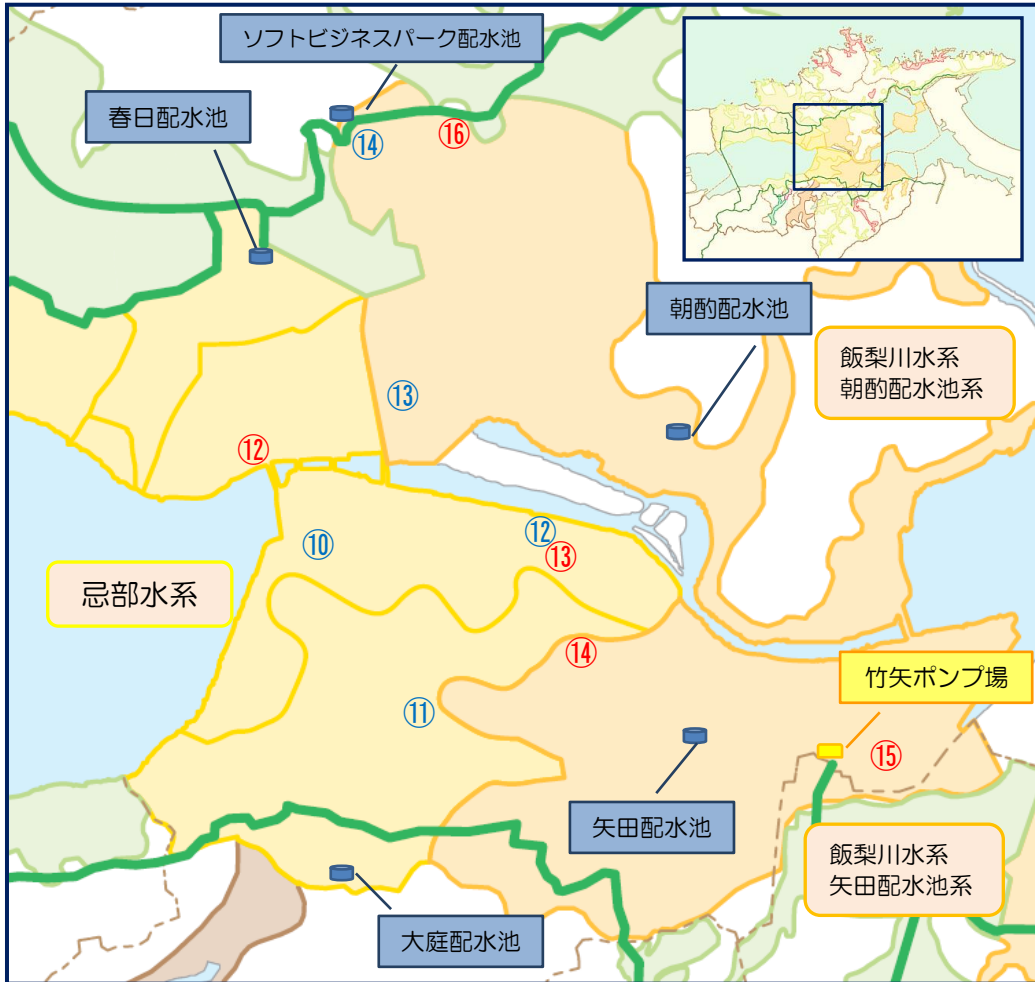 ソフトビジネスパーク配水池
春日配水池
⑭
⑯
朝酌配水池
飯梨川水系
朝酌配水池系
⑬
⑫
⑩
⑫
⑬
忌部水系
⑭
竹矢ポンプ場
⑪
⑮
矢田配水池
飯梨川水系
矢田配水池系
大庭配水池